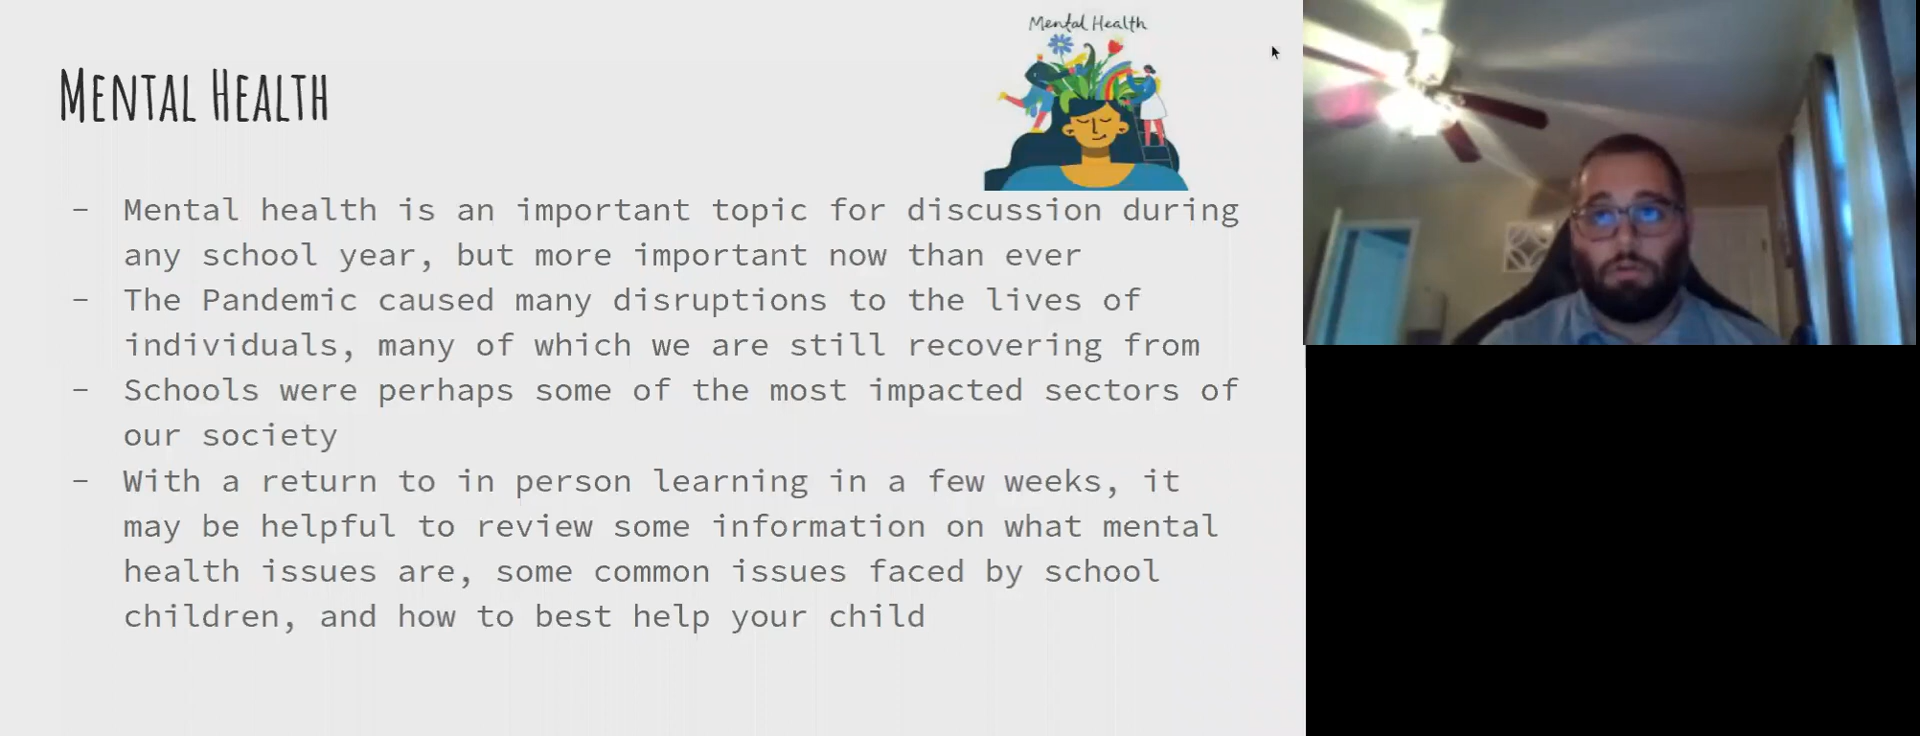 Mental Health
Mental Health
- Mental health is an important topic for discussion during
any school year, but more important now than ever
- The Pandemic caused many disruptions to the lives of
individuals, many of which we are still recovering from
- Schools were perhaps some of the most impacted sectors of
our society
- With a return to in person learning in a few weeks, it
may be helpful to review some information on what mental
health issues are, some common issues faced by school
children, and how to best help your child